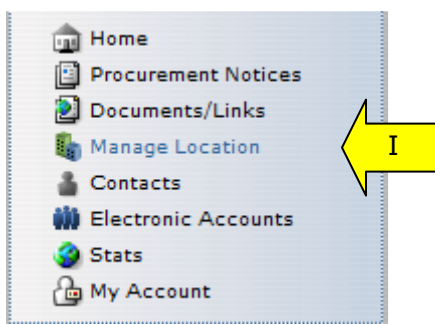 Home
Procurement Notices
Documents/Links
Manage Location
I
Contacts
Electronic Accounts
Stats
My Account